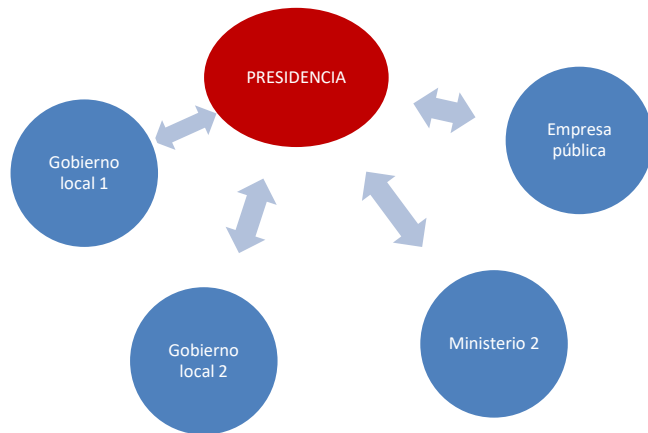 PRESIDENCIA
Empresa
pública
Gobierno
local 1
Gobierno
local 2
Ministerio 2